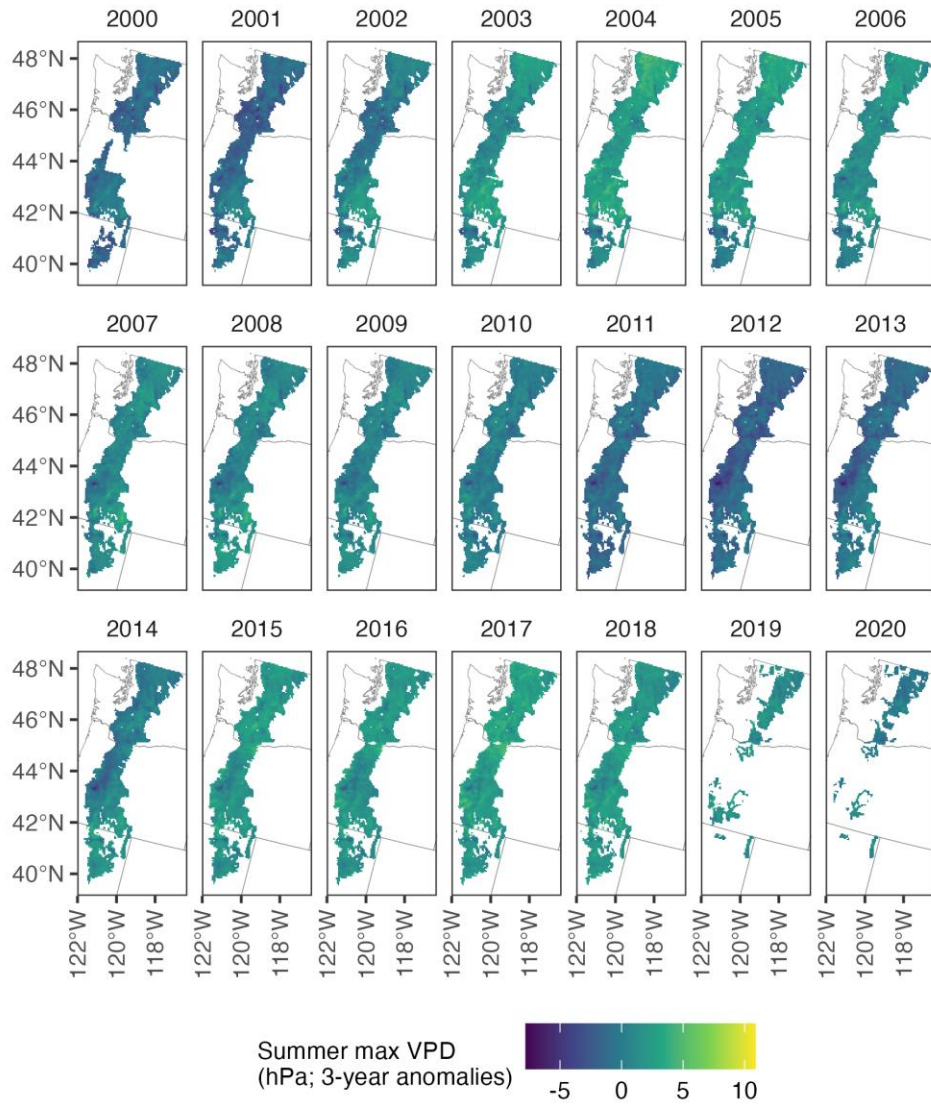 2000 2001 2002 2003 2004 2005 2006
48°N
46°N
44°N
42°N
40°N
2007 2008 2009 2010 2011 2012 2013
48°N
46°N
44°N
42°N
40°N
2014 2015 2016 2017 2018 2019 2020
48°N
46°N
44°N
42°N
40°N
122°W 120°W 118°W 122°W 120°W 118°W 122°W 120°W 118°W 122°W 120°W 118°W 122°W 120°W 118°W 122°W 120°W 118°W 122°W 120°W 118°W
Summer max VPD
(hPa; 3-year anomalies)
-5 0 5 10